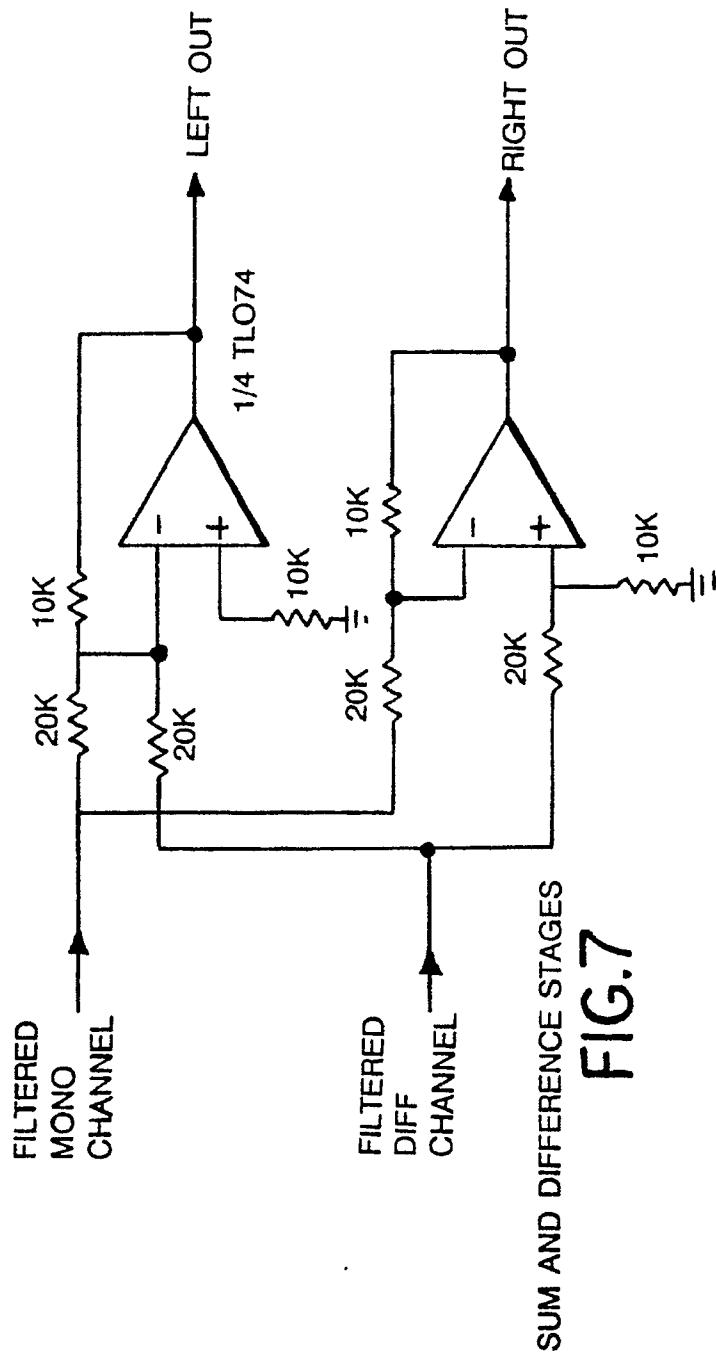 FILTERED
MONO
CHANNEL
20K
10K
20K
-
+
10K
1/4 TLO74
LEFT OUT
FILTERED
DIFF
CHANNEL
20K
10K
20K
-
+
10K
RIGHT OUT
SUM AND DIFFERENCE STAGES
FIG.7